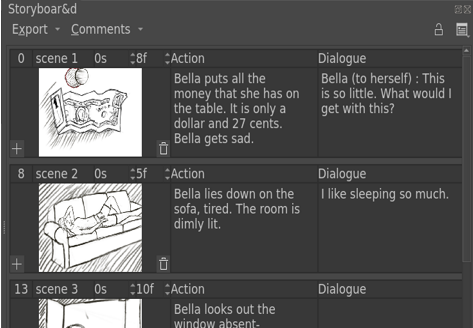 Storyboar&d
Export Comments
0 scene 1 0s 8f Action Dialogue
Bella puts all the
money that she has on
the table. It is only a
dollar and 27 cents.
Bella gets sad.
Bella (to herself) : This
is so little. What would I
get with this?
8 scene 2 0s 5f Action Dialogue
Bella lies down on the
sofa, tired. The room is
dimly lit.
I like sleeping so much.
13 scene 3 0s 10f Action Dialogue
Bella looks out the
window absent-